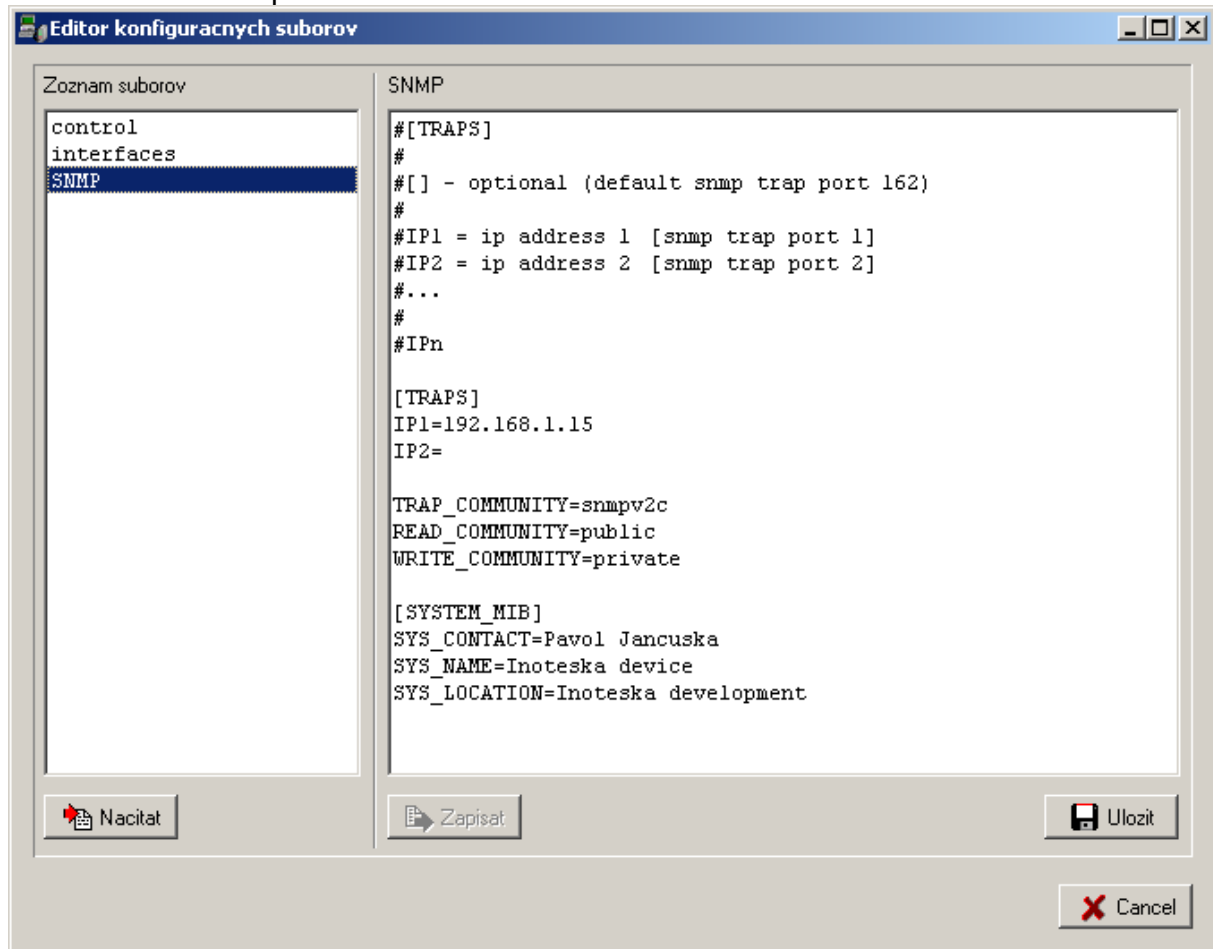 Editor konfiguracnych suborov
Zoznam suborov
control
interfaces
SNMP
Nacitat
SNMP
#[TRAPS]
#
#[] - optional (default snmp trap port 162)
#
#IP1 = ip address 1  [snmp trap port 1]
#IP2 = ip address 2  [snmp trap port 2]
#...
#
#IPn
[TRAPS]
IP1=192.168.1.15
IP2=
TRAP_COMMUNITY=snmpv2c
READ_COMMUNITY=public
WRITE_COMMUNITY=private
[SYSTEM_MIB]
SYS_CONTACT=Pavol Jancuska
SYS_NAME=Inoteska device
SYS_LOCATION=Inoteska development
Zapisat
Ulozit
Cancel